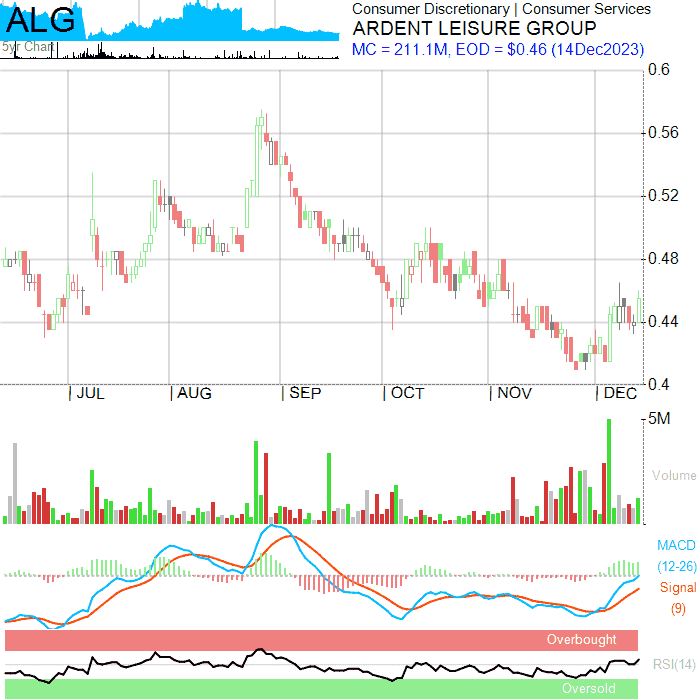 ALG
5yr Chart
Consumer Discretionary | Consumer Services
ARDENT LEISURE GROUP
MC = 211.1M, EOD = $0.46 (14Dec2023)
0.6
0.56
0.52
0.48
0.44
0.4
JUL AUG SEP OCT NOV DEC
5M
Volume
MACD
(12-26)
Signal
(9)
Overbought
RSI(14)
Oversold